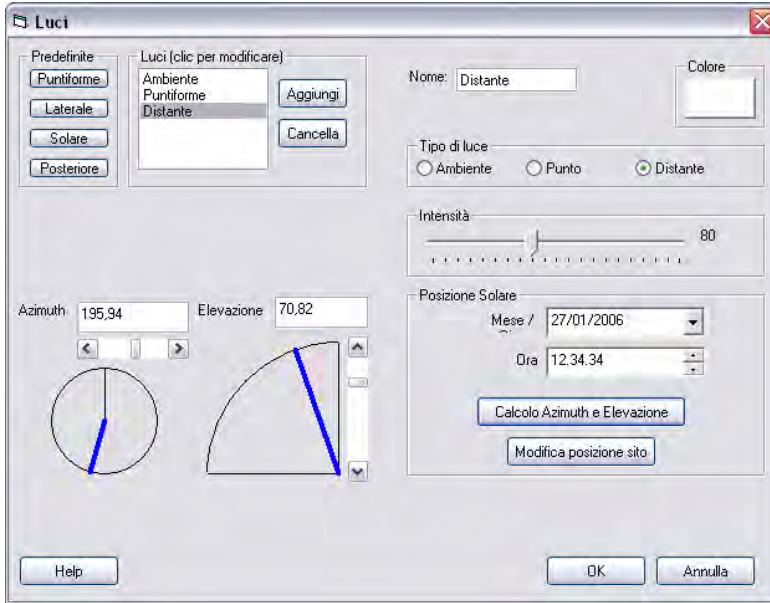 Luci
Predefinite
Puntiforme
Laterale
Solare
Posteriore
Luci (clic per modificare)
Ambiente
Puntiforme
Distante
Aggiungi
Cancella
Nome:
Distante
Colore
Tipo di luce
Ambiente
Punto
Distante
Intensità
80
Azimuth
195,94
Elevazione
70,82
Posizione Solare
Mese /
27/01/2006
Ora
12.34.34
Calcolo Azimuth e Elevazione
Modifica posizione sito
Help
OK
Annulla